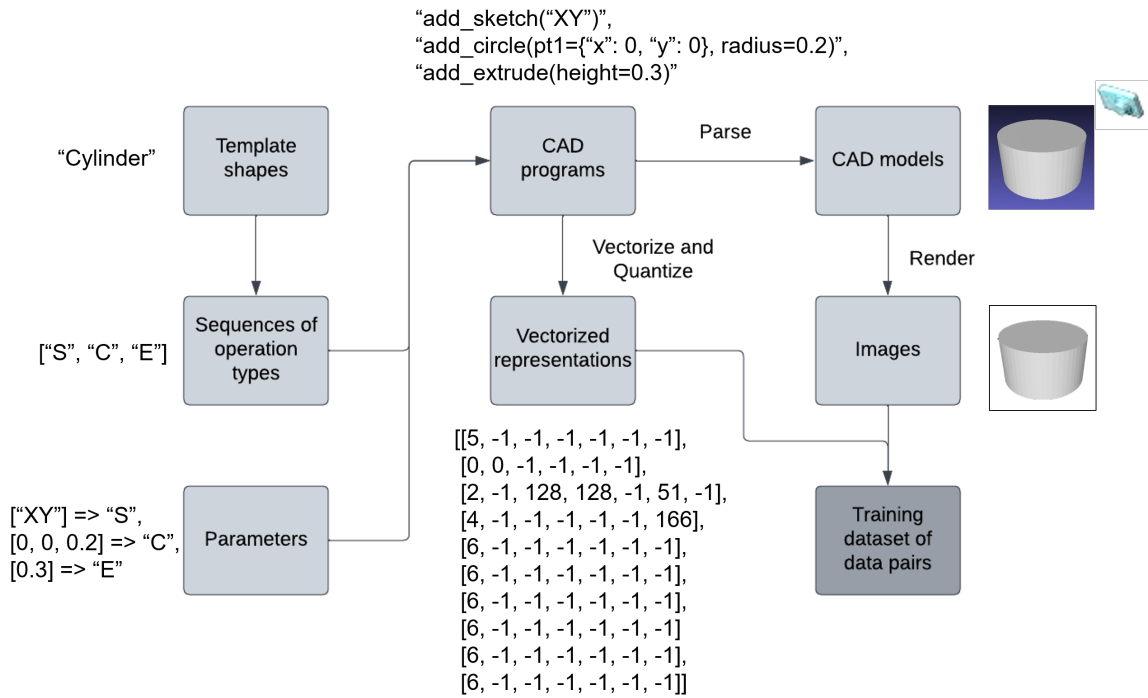 “add_sketch(“XY”)”,
“add_circle(pt1={“x”: 0, “y”: 0}, radius=0.2)”,
“add_extrude(height=0.3)”
“Cylinder”
Template
shapes
CAD
programs
Parse
CAD models
Vectorize and
Quantize
Render
[“S”, “C”, “E”]
Sequences of
operation
types
Vectorized
representations
Images
[[5, -1, -1, -1, -1, -1, -1],
[0, 0, -1, -1, -1, -1],
[2, -1, 128, 128, -1, 51, -1],
[4, -1, -1, -1, -1, -1, 166],
[6, -1, -1, -1, -1, -1, -1],
[6, -1, -1, -1, -1, -1, -1],
[6, -1, -1, -1, -1, -1, -1],
[6, -1, -1, -1, -1, -1, -1]
[6, -1, -1, -1, -1, -1, -1],
[6, -1, -1, -1, -1, -1, -1]]
[“XY”] => “S”,
[0, 0, 0.2] => “C”,
[0.3] => “E”
Parameters
Training
dataset of
data pairs